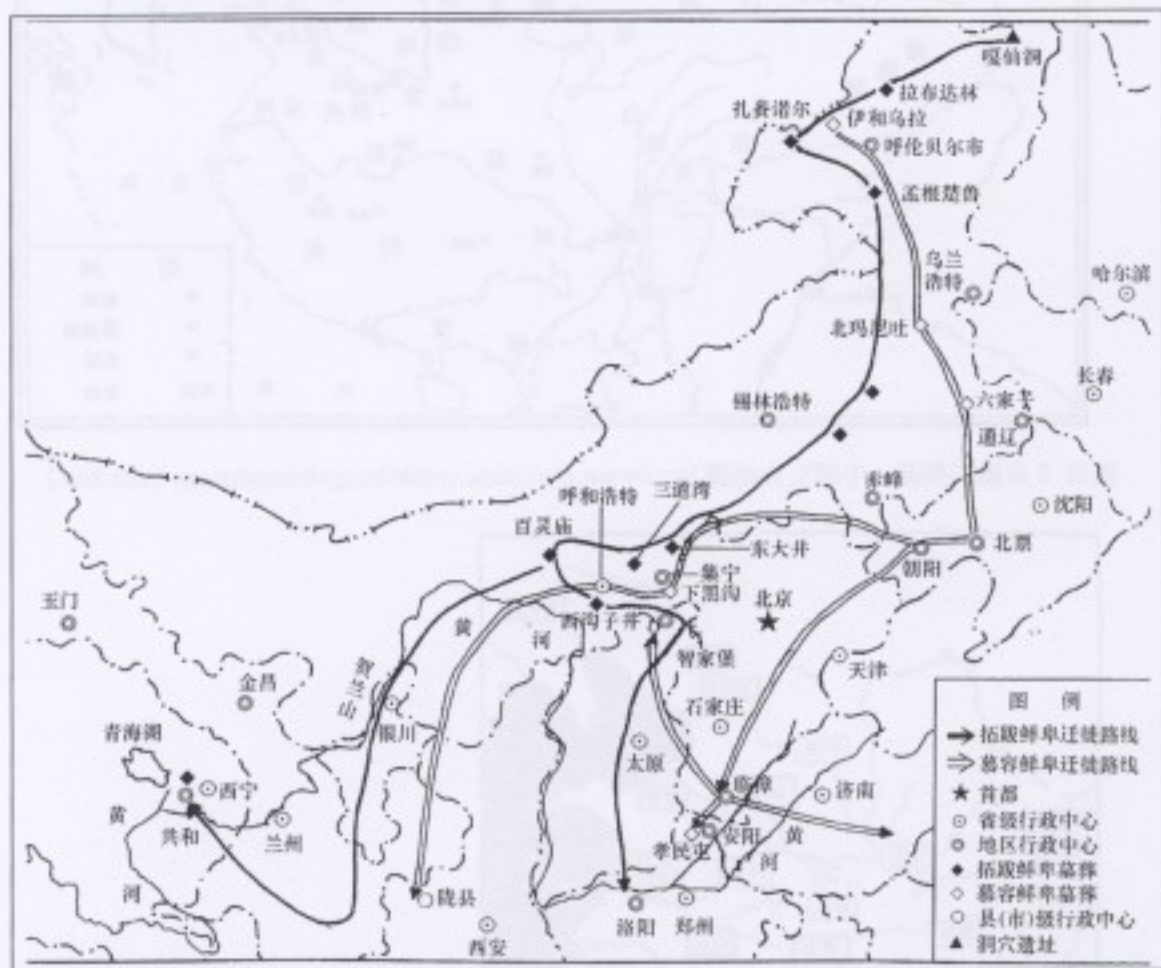 嘎仙洞
拉布达林
扎赉诺尔
伊和乌拉
呼伦贝尔市
孟根楚鲁
乌兰
浩特
哈尔滨
北玛尼吐
长春
锡林浩特
六家子
通辽
赤峰
沈阳
呼和浩特
三道湾
百灵庙
东大井
北票
朝阳
集宁
下黑沟
北京
玉门
黄
河
西沟子井
智家堡
天津
贺兰山
金昌
银川
石家庄
青海湖
太原
西宁
临漳
济南
黄
共和
兰州
安阳
黄
孝民屯
河
河
陇县
洛阳
郑州
西安
图 例
拓跋鲜卑迁徙路线
慕容鲜卑迁徙路线
首都
省级行政中心
地区行政中心
拓跋鲜卑墓葬
慕容鲜卑墓葬
县(市)级行政中心
洞穴遗址